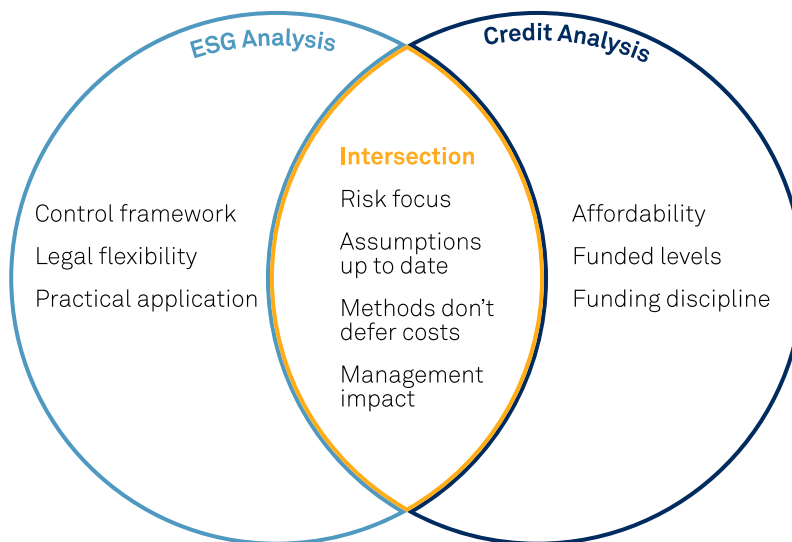 ESG Analysis
Credit Analysis
Control framework
Legal flexibility
Practical application
Intersection
Risk focus
Assumptions
up to date
Methods don’t
defer costs
Management
impact
Affordability
Funded levels
Funding discipline